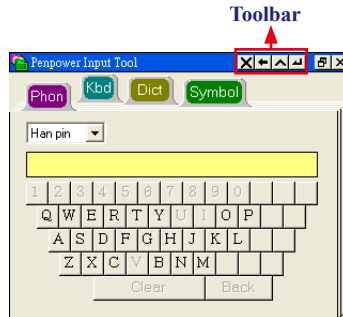 Toolbar
Penpower Input Tool
Phon Kbd Dict Symbol
Han pin
1 2 3 4 5 6 7 8 9 0
Q W E R T Y U I O P
A S D F G H J K L
Z X C V B N M
Clear Back